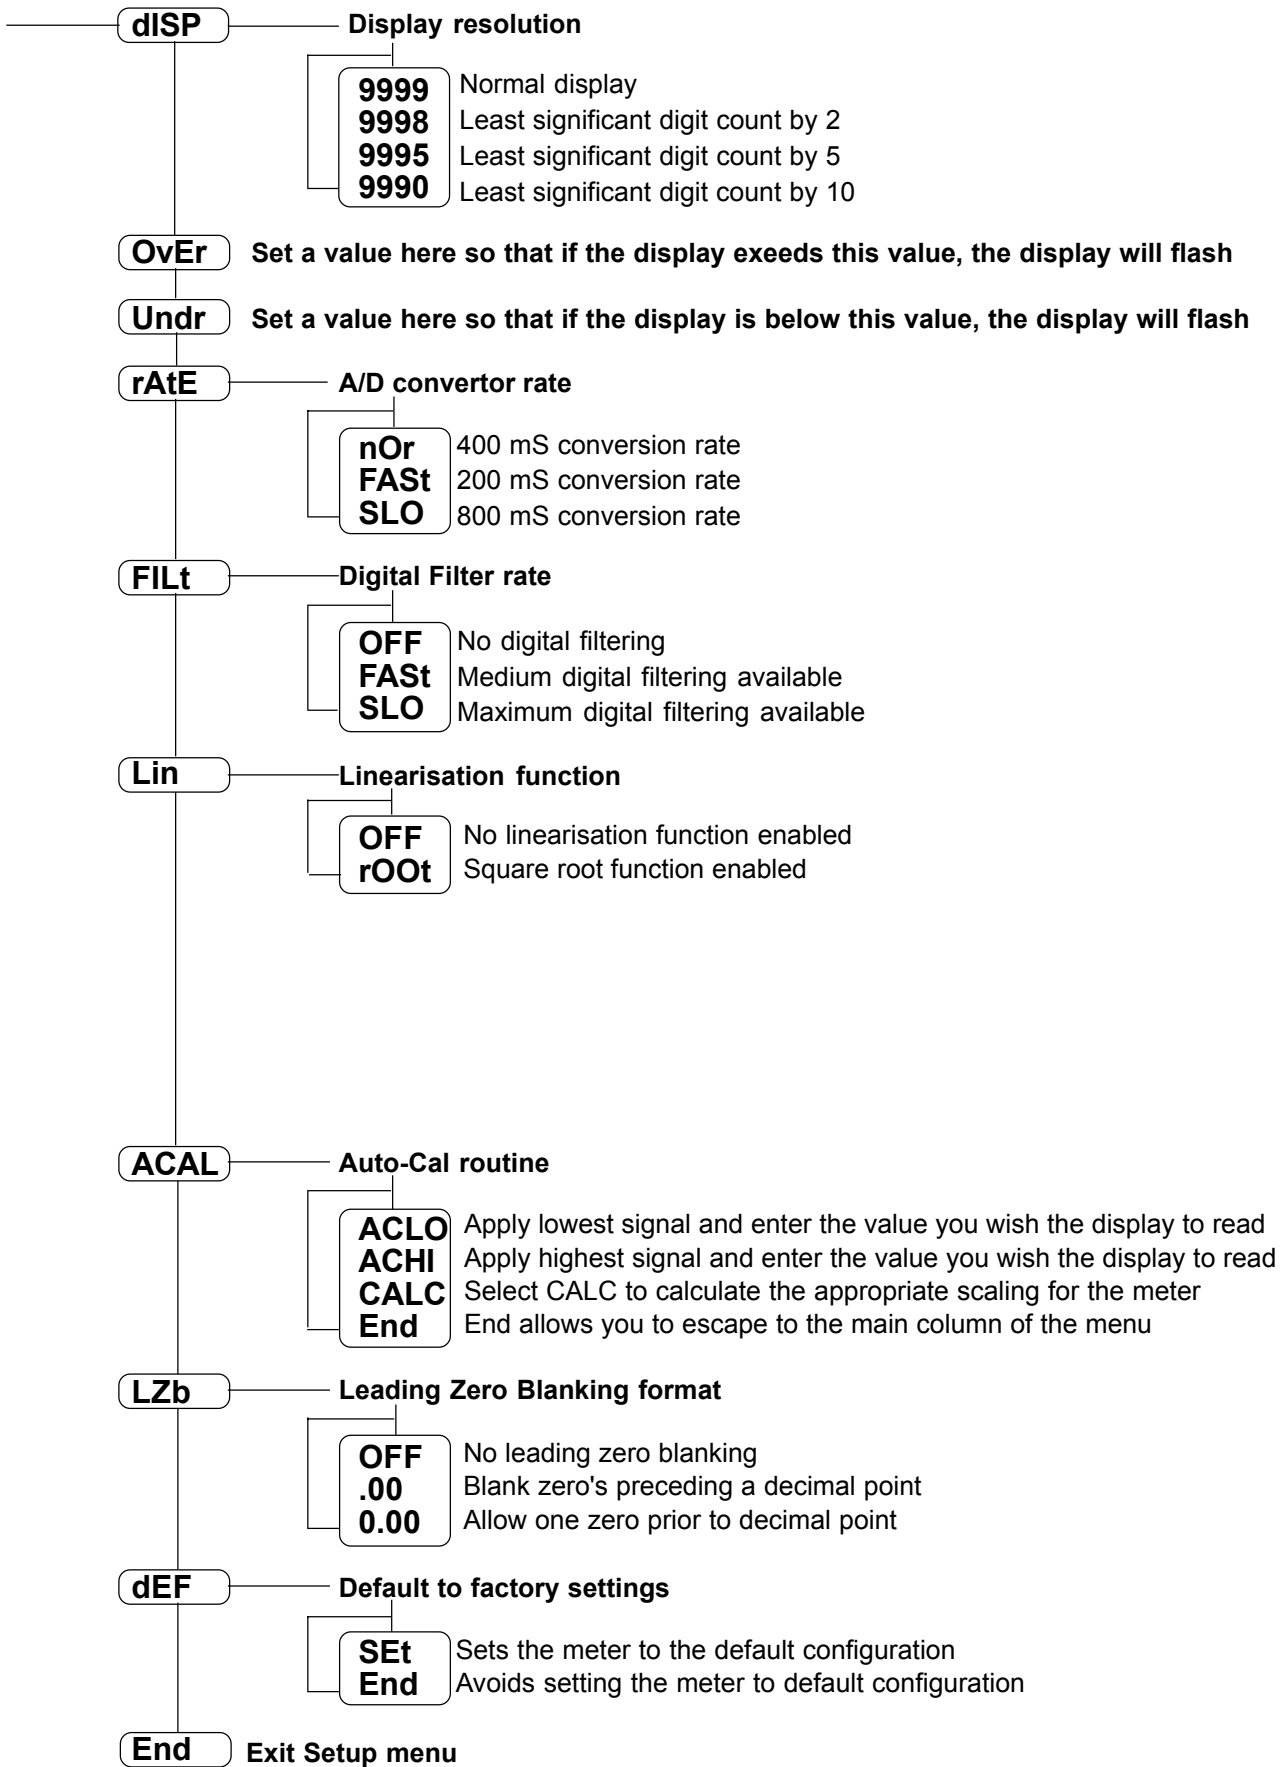 dISP Display resolution
9999 Normal display
9998 Least significant digit count by 2
9995 Least significant digit count by 5
9990 Least significant digit count by 10
OvEr Set a value here so that if the display exeeds this value, the display will flash
Undr Set a value here so that if the display is below this value, the display will flash
rAtE A/D convertor rate
nOr 400 mS conversion rate
FASt 200 mS conversion rate
SLO 800 mS conversion rate
FILt Digital Filter rate
OFF No digital filtering
FASt Medium digital filtering available
SLO Maximum digital filtering available
Lin Linearisation function
OFF No linearisation function enabled
rOOt Square root function enabled
ACAL Auto-Cal routine
ACLO Apply lowest signal and enter the value you wish the display to read
ACHI Apply highest signal and enter the value you wish the display to read
CALC Select CALC to calculate the appropriate scaling for the meter
End End allows you to escape to the main column of the menu
LZb Leading Zero Blanking format
OFF No leading zero blanking
.00 Blank zero's preceding a decimal point
0.00 Allow one zero prior to decimal point
dEF Default to factory settings
SEt Sets the meter to the default configuration
End Avoids setting the meter to default configuration
End Exit Setup menu